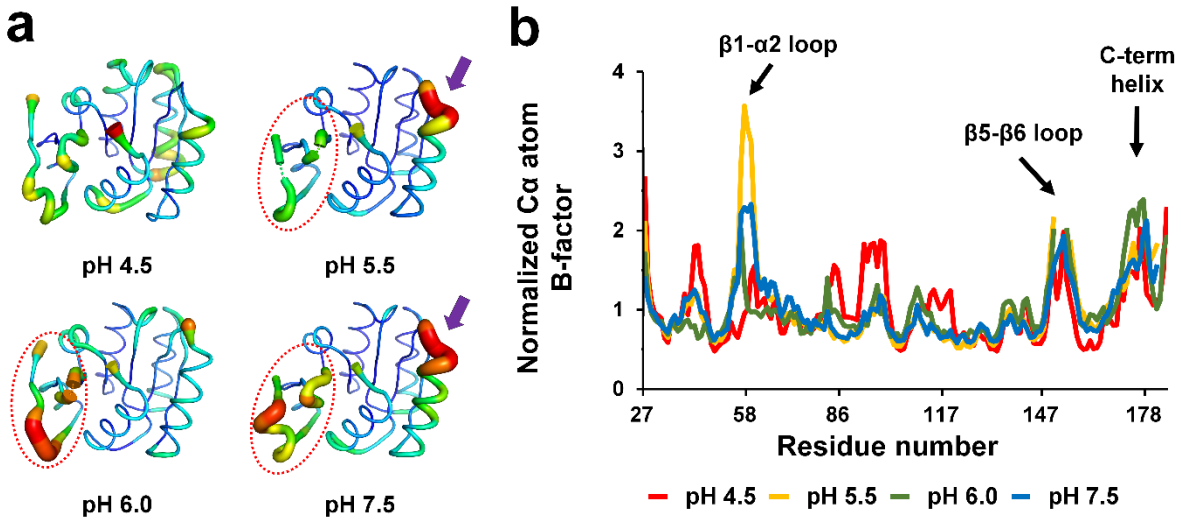 a
pH 4.5
pH 5.5
pH 6.0
pH 7.5
b
β1-α2 loop
C-term
helix
β5-β6 loop
Normalized Cα atom
B-factor
4
3
2
1
0
27
58
86
117
147
178
Residue number
pH 4.5
pH 5.5
pH 6.0
pH 7.5